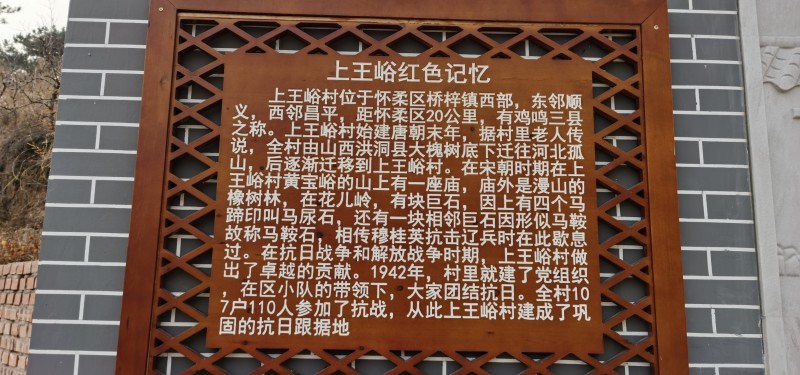 上王峪红色记忆
上王峪村位于怀柔区桥梓镇西部，东邻顺
义，西邻昌平，距怀柔区20公里，有鸡鸣三县
之称。上王峪村始建唐朝末年，据村里老人传
说，全村由山西洪洞县大槐树底下迁往河北孤
山，后逐渐迁移到上王峪村。在宋朝时期在上
王峪村黄宝峪的山上有一座庙，庙外是漫山的
橡树林，在花儿岭，有块巨石，因上有四个马
蹄印叫马尿石，还有一块相邻巨石因形似马鞍
故称马鞍石，相传穆桂英抗击辽兵时在此歇息
过。在抗日战争和解放战争时期，上王峪村做
出了卓越的贡献。1942年，村里就建了党组织
，在区小队的带领下，大家团结抗日。全村10
7户110人参加了抗战，从此上王峪村建成了巩
固的抗日跟据地